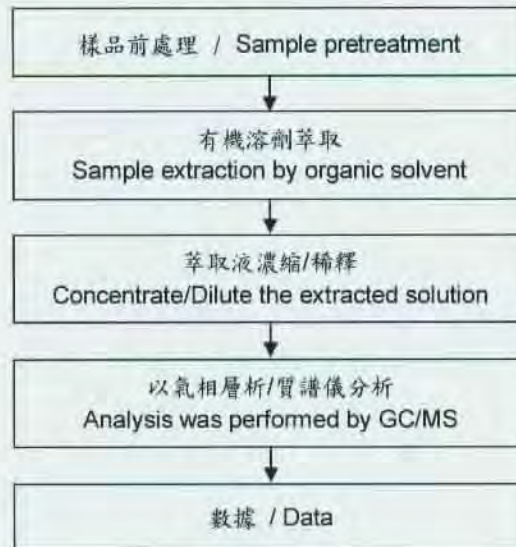 樣品前處理 / Sample pretreatment
有機溶劑萃取
Sample extraction by organic solvent
萃取液濃縮/稀釋
Concentrate/Dilute the extracted solution
以氣相層析/質譜儀分析
Analysis was performed by GC/MS
數據 / Data